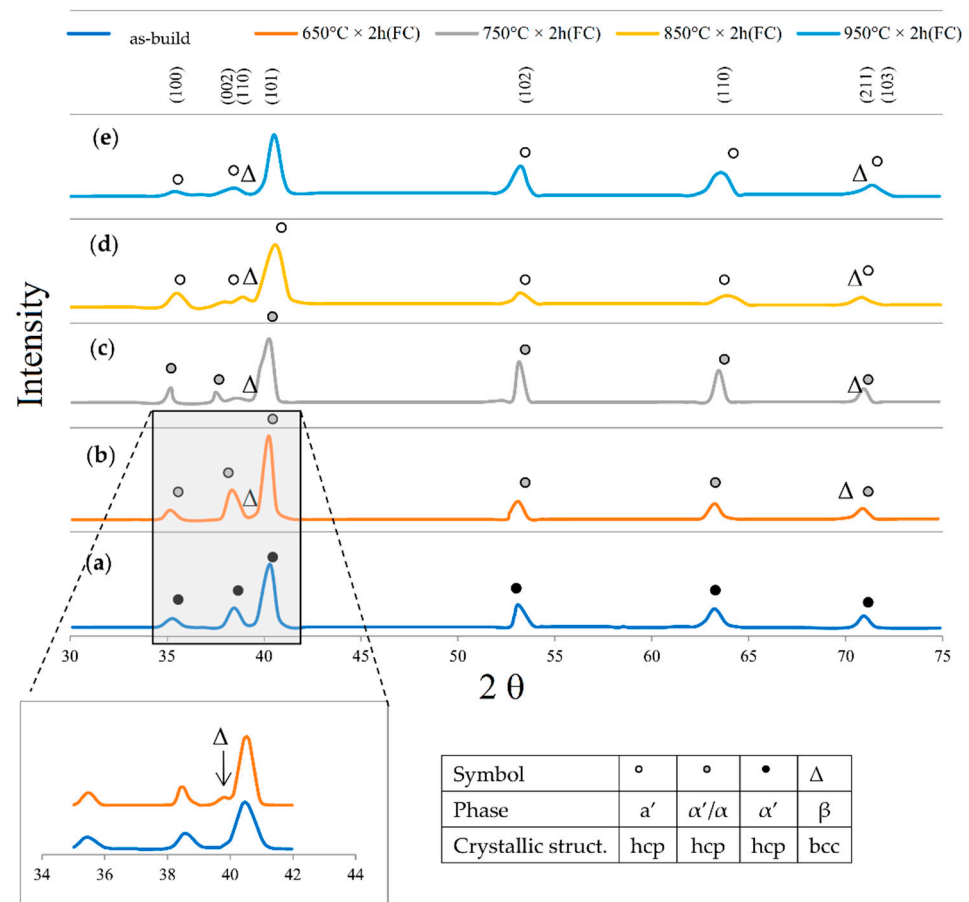 as-build 650°C × 2h(FC) 750°C × 2h(FC) 850°C × 2h(FC) 950°C × 2h(FC)
(100) (002) (110) (101) (102) (110) (211) (103)
(e)
Δ Δ
(d)
Δ Δ
(c)
Δ Δ
(b)
Δ Δ
(a)
Intensity
30 35 40 45 50 55 60 65 70 75
2 θ
Δ
34 36 38 40 42 44
Symbol ○ ● ● Δ
Phase a′ α′/α α′ β
Crystallic struct. hcp hcp hcp bcc